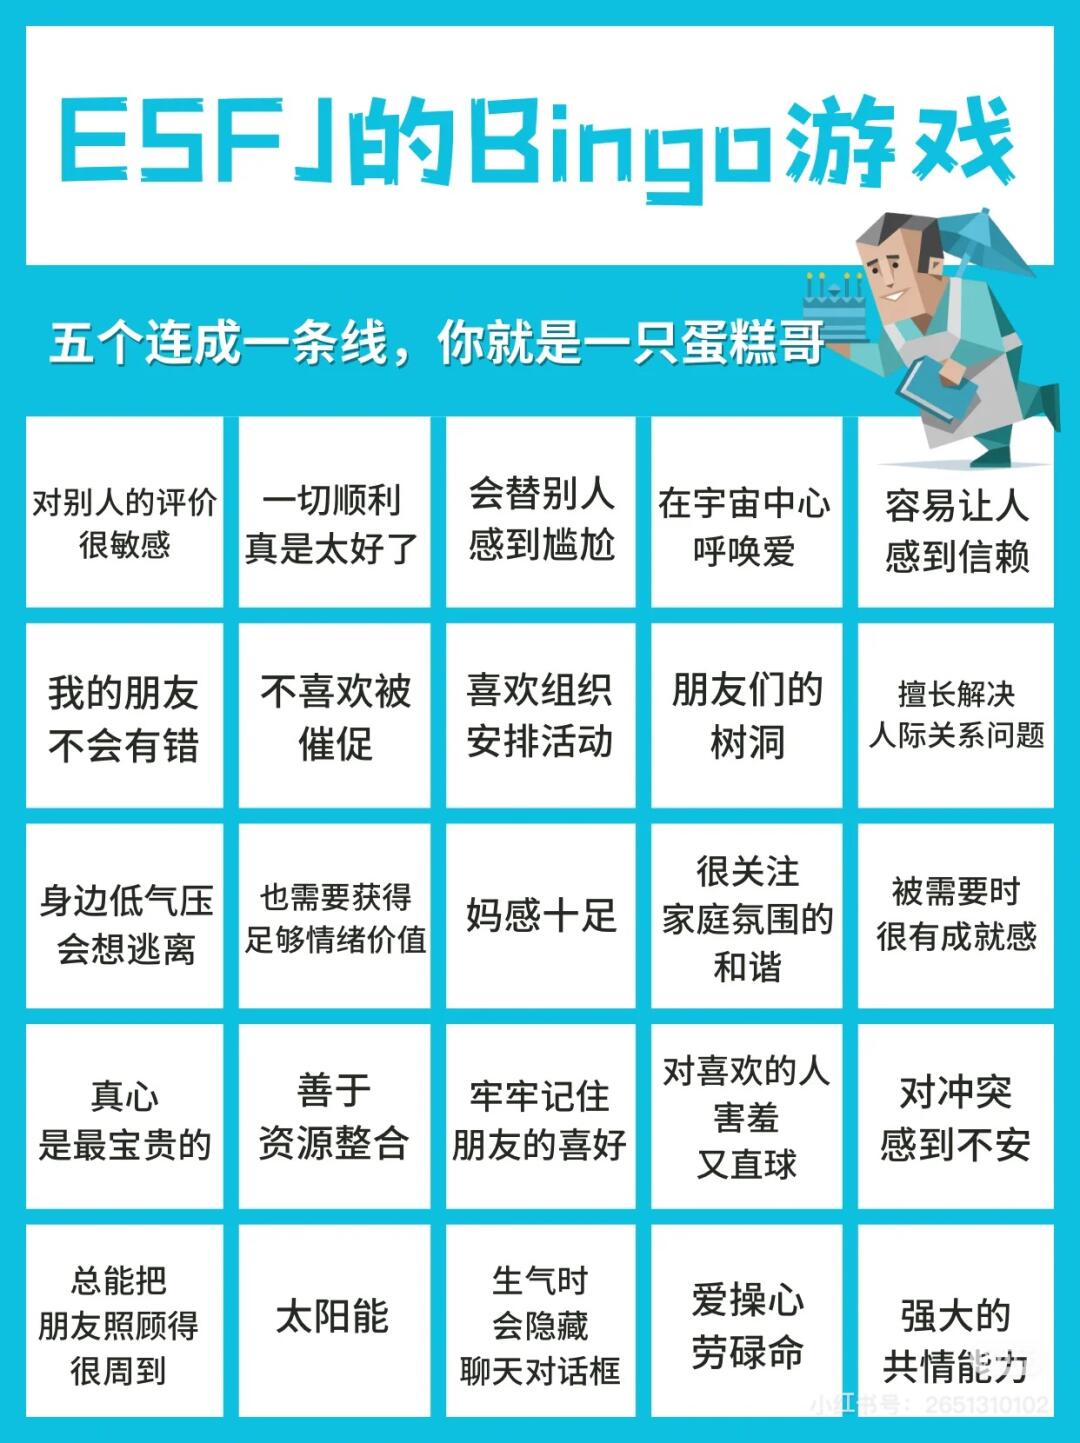 ESFJ的Bingo游戏
五个连成一条线，你就是一只蛋糕哥
对别人的评价
很敏感
一切顺利
真是太好了
会替别人
感到尴尬
在宇宙中心
呼唤爱
容易让人
感到信赖
我的朋友
不会有错
不喜欢被
催促
喜欢组织
安排活动
朋友们的
树洞
擅长解决
人际关系问题
身边低气压
会想逃离
也需要获得
足够情绪价值
妈感十足
很关注
家庭氛围的
和谐
被需要时
很有成就感
真心
是最宝贵的
善于
资源整合
牢牢记住
朋友的喜好
对喜欢的人
害羞
又直球
对冲突
感到不安
总能把
朋友照顾得
很周到
太阳能
生气时
会隐藏
聊天对话框
爱操心
劳碌命
强大的
共情能力
小红书号：2651310102